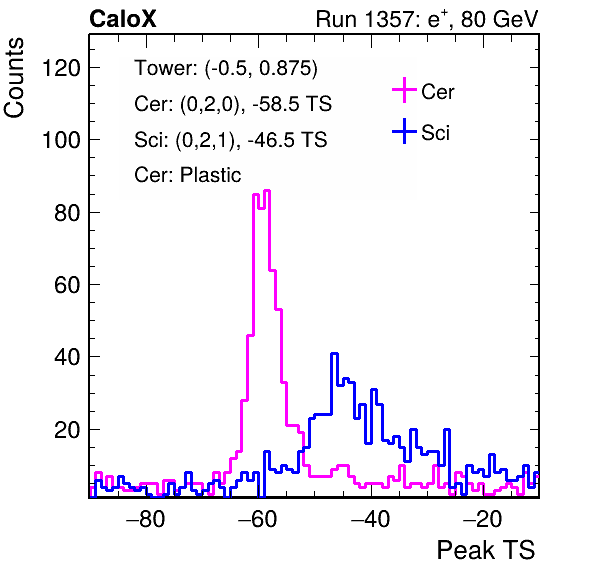 CaloX Run 1357: e⁺, 80 GeV
Counts
Tower: (-0.5, 0.875)
Cer: (0,2,0), -58.5 TS
Sci: (0,2,1), -46.5 TS
Cer: Plastic
Cer
Sci
120
100
80
60
40
20
−80 −60 −40 −20
Peak TS